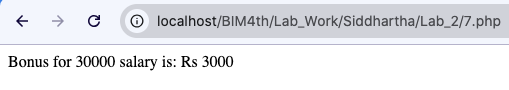 localhost/BIM4th/Lab_Work/Siddhartha/Lab_2/7.php
Bonus for 30000 salary is: Rs 3000